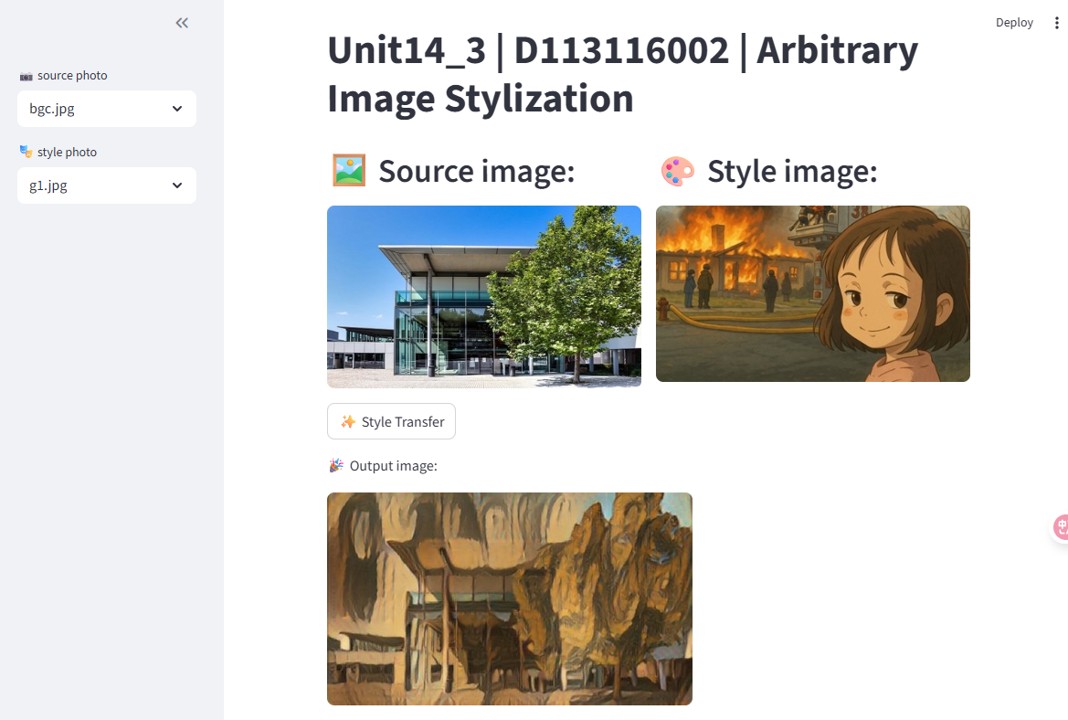 Deploy
source photo
bgc.jpg
style photo
g1.jpg
Unit14_3 | D113116002 | Arbitrary
Image Stylization
Source image:
Style image:
Style Transfer
Output image:
中